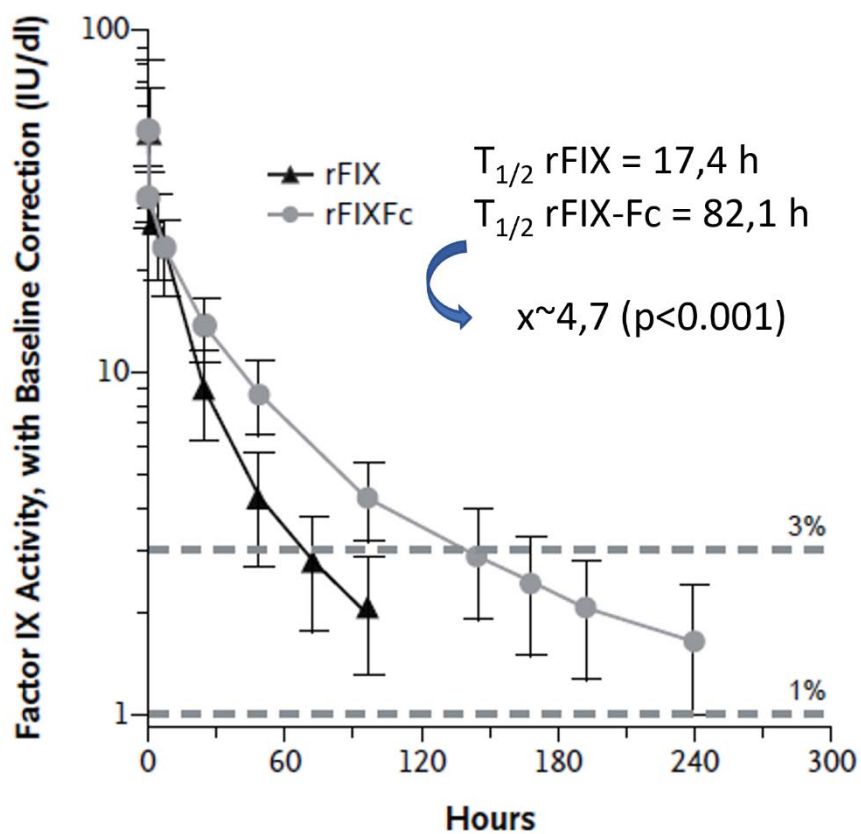 Factor IX Activity, with Baseline Correction (IU/dl)
100
10
1
rFIX
rFIXFc
T1/2 rFIX = 17,4 h
T1/2 rFIX-Fc = 82,1 h
x~4,7 (p<0.001)
3%
1%
0 60 120 180 240 300
Hours